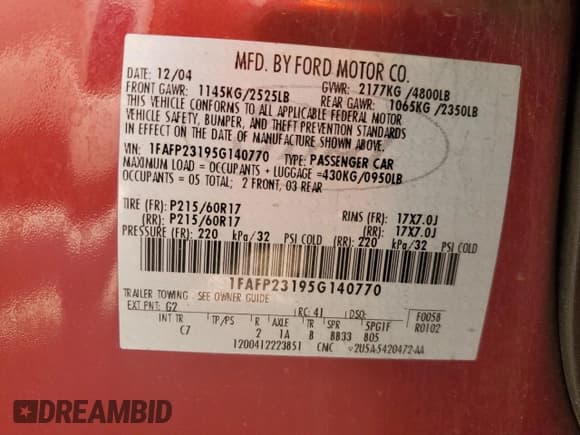 MFD. BY FORD MOTOR CO.
DATE: 12/04 GVWR: 2177KG /4800LB
FRONT GAWR: 1145KG/2525LB REAR GAWR: 1065KG /2350LB
THIS VEHICLE CONFORMS TO ALL APPLICABLE FEDERAL MOTOR
VEHICLE SAFETY, BUMPER, AND THEFT PREVENTION STANDARDS
IN EFFECT ON THE DATE OF MANUFACTURE SHOWN ABOVE.
VIN: 1FAFP23195G140770 TYPE: PASSENGER CAR
MAXIMUM LOAD = OCCUPANTS + LUGGAGE =430KG/0950LB
OCCUPANTS = 05 TOTAL; 2 FRONT, 03 REAR
TIRE (FR): P215/60R17 RIMS (FR): 17X7.0J
(RR): P215/60R17 (RR): 17X7.0J
PRESSURE (FR): 220 kPa/32 PSI COLD (RR): 220 kPa/32 PSI COLD
1FAFP23195G140770
TRAILER TOWING - SEE OWNER GUIDE
EXT PNT: G2 RC: 41 DSO: F0058
R0102
INT TR TP/PS R AXLE TR SPR 5PG1F
C7 2 1A B BB33 805
1200412223851 CMC 2U5A-5420472-AA
DREAMBID